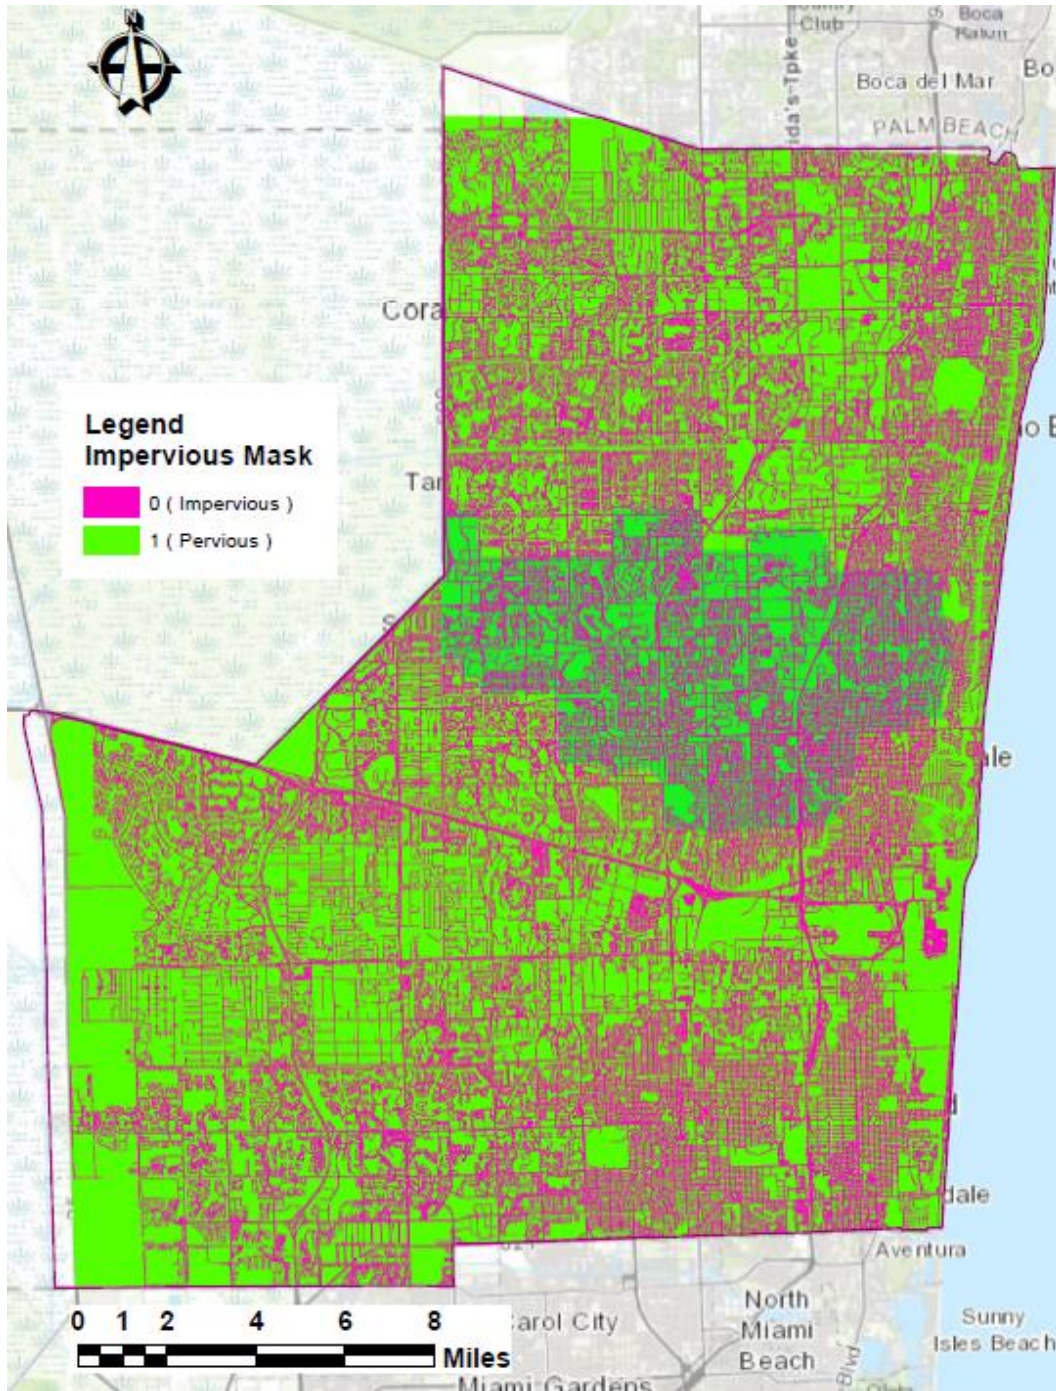 N
Club
Boca
Raton
ida's-Tpke
Boca del Mar
Bo
PALM BEACH
Cora
Legend
Impervious Mask
0 ( Impervious )
1 ( Pervious )
Tar
o B
ale
d
dale
Aventura
0 1 2 4 6 8
Miles
Carol City
North
Miami
Beach
Sunny
Isles Beach
Blvd
Miami Gardens